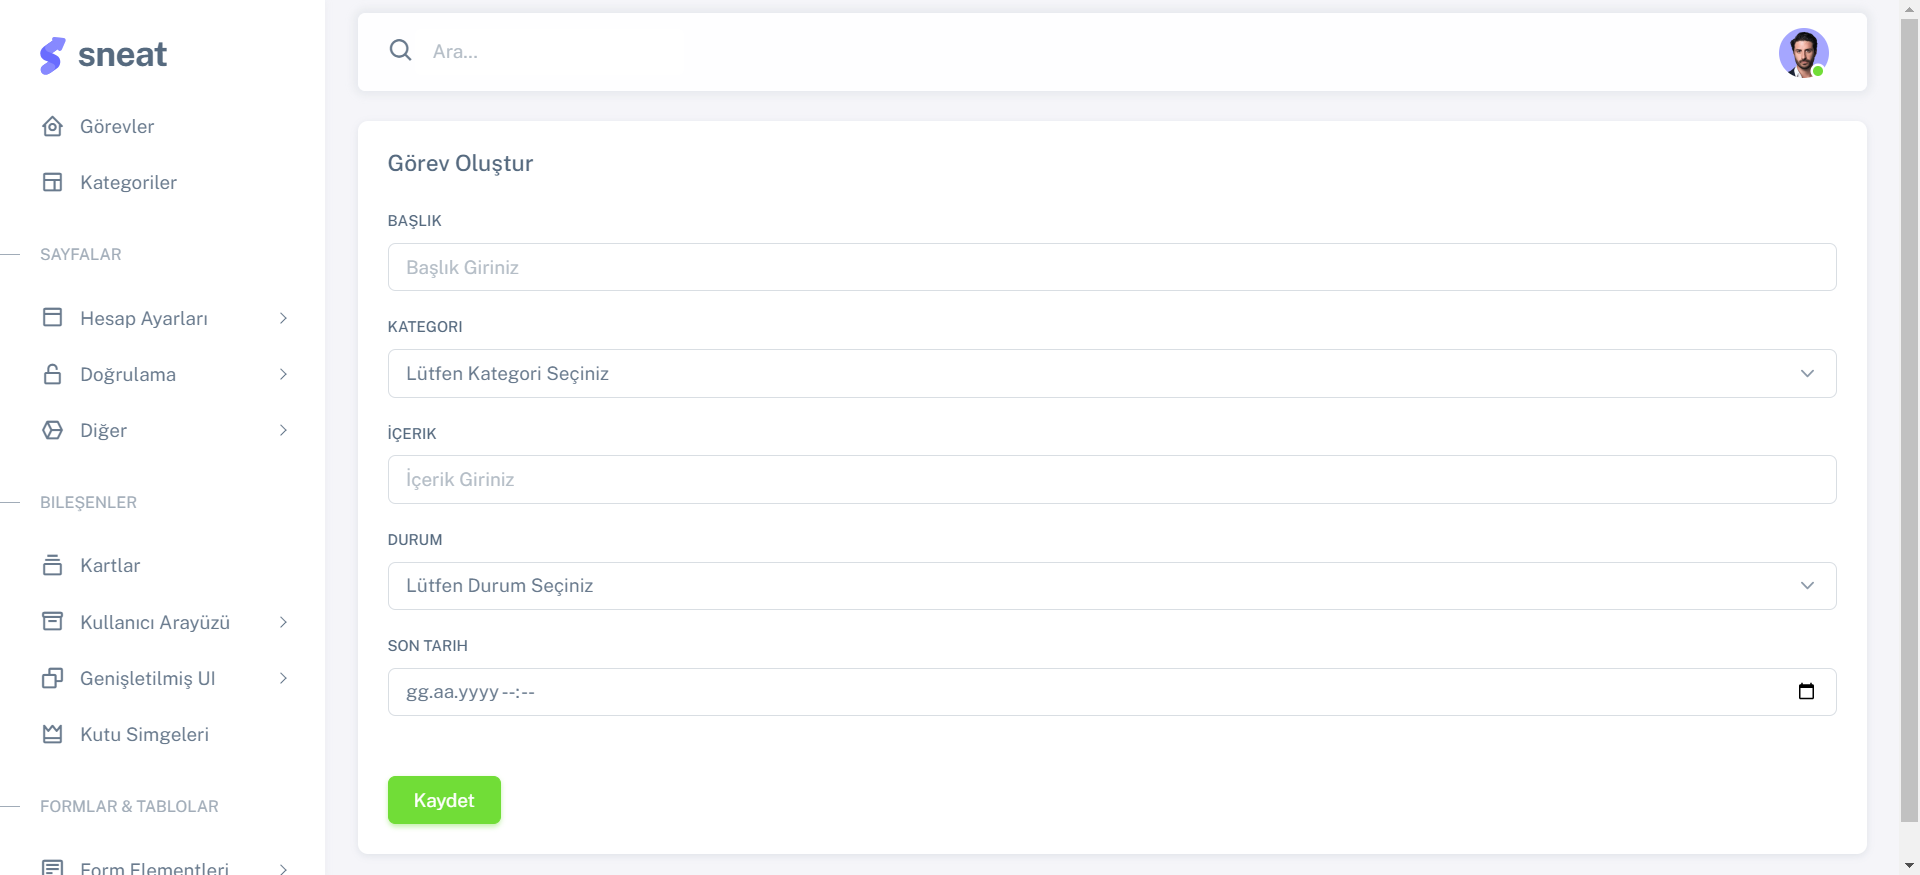 sneat
Görevler
Kategoriler
SAYFALAR
Hesap Ayarları
Doğrulama
Diğer
BILEŞENLER
Kartlar
Kullanıcı Arayüzü
Genişletilmiş UI
Kutu Simgeleri
FORMLAR & TABLOLAR
Form Elementleri
Ara...
Görev Oluştur
BAŞLIK
Başlık Giriniz
KATEGORI
Lütfen Kategori Seçiniz
İÇERIK
İçerik Giriniz
DURUM
Lütfen Durum Seçiniz
SON TARIH
gg.aa.yyyy --:--
Kaydet